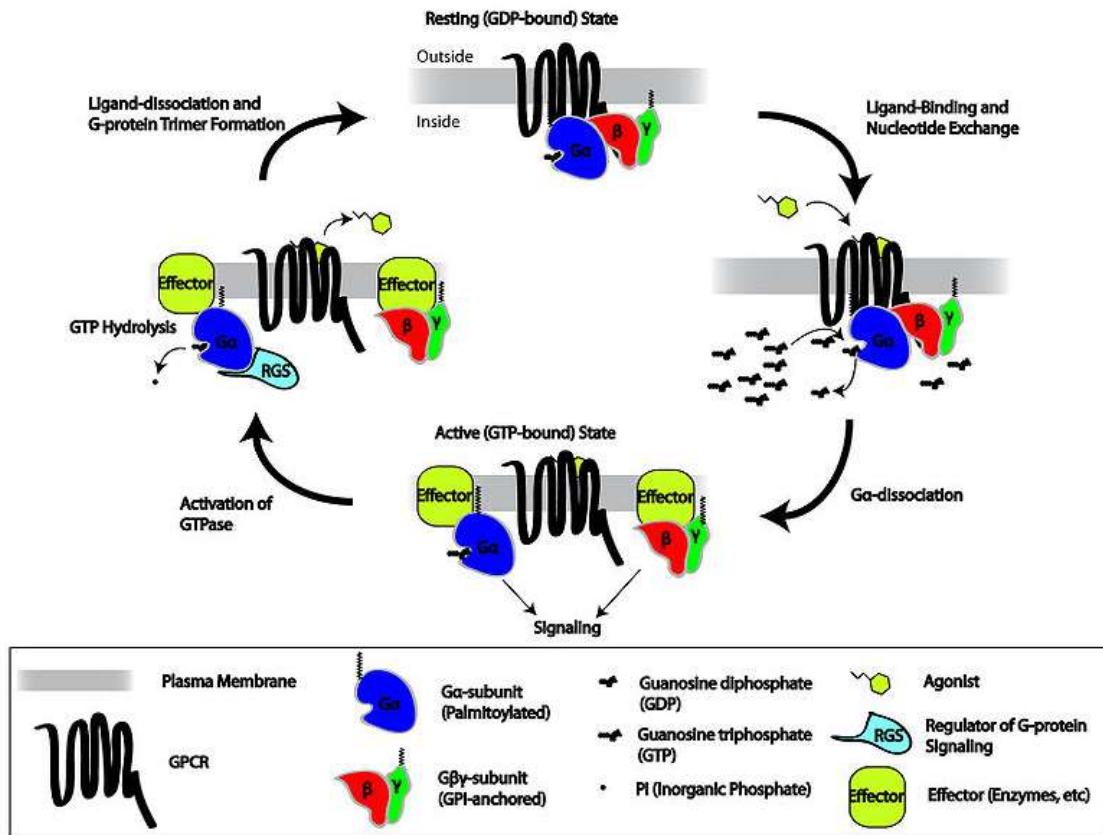 Resting (GDP-bound) State
Outside
Inside
Gα
β
γ
Ligand-dissociation and
G-protein Trimer Formation
Ligand-Binding and
Nucleotide Exchange
Effector
Effector
GTP Hydrolysis
Gα
RGS
β
γ
Gα
β
γ
Active (GTP-bound) State
Gα-dissociation
Activation of
GTPase
Effector
Effector
Gα
β
γ
Signaling
Plasma Membrane
GPCR
Gα
Gα-subunit
(Palmitoylated)
β
γ
Gβγ-subunit
(GPI-anchored)
Guanosine diphosphate
(GDP)
Guanosine triphosphate
(GTP)
Pi (Inorganic Phosphate)
Agonist
RGS
Regulator of G-protein
Signaling
Effector
Effector (Enzymes, etc)